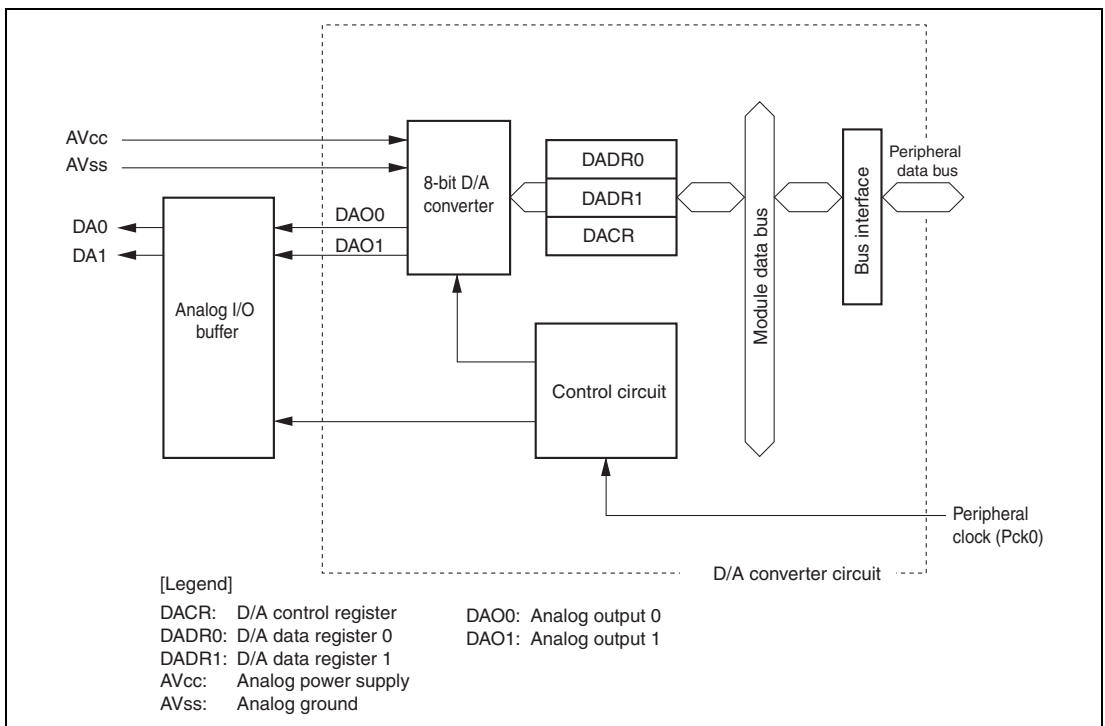 AVcc
AVss
DA0
DA1
Analog I/O
buffer
DAO0
DAO1
8-bit D/A
converter
DADR0
DADR1
DACR
Control circuit
Module data bus
Bus interface
Peripheral
data bus
Peripheral
clock (Pck0)
D/A converter circuit
[Legend]
DACR: D/A control register
DADR0: D/A data register 0
DADR1: D/A data register 1
AVcc: Analog power supply
AVss: Analog ground
DAO0: Analog output 0
DAO1: Analog output 1